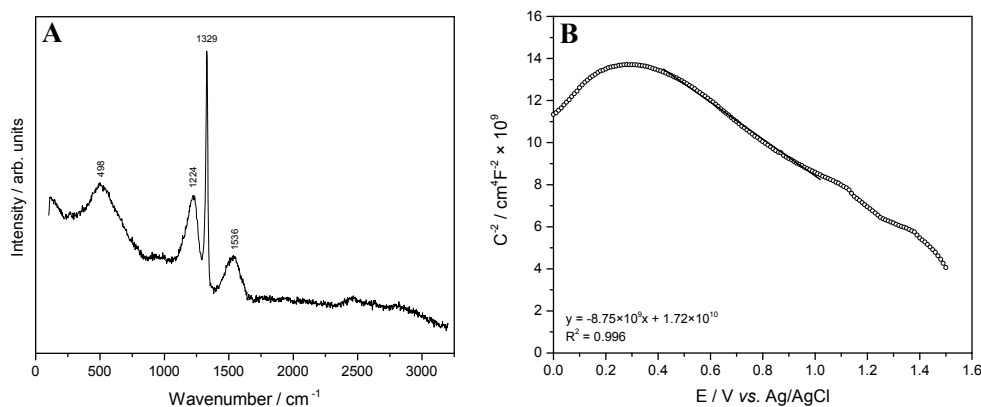 A
1329
1224
498
1536
Intensity / arb. units
0 500 1000 1500 2000 2500 3000
Wavenumber / cm⁻¹
B
16
14
12
10
8
6
4
2
0
C⁻² / cm⁴F⁻² × 10⁹
y = -8.75×10⁹x + 1.72×10¹⁰
R² = 0.996
0.0 0.2 0.4 0.6 0.8 1.0 1.2 1.4 1.6
E / V vs. Ag/AgCl